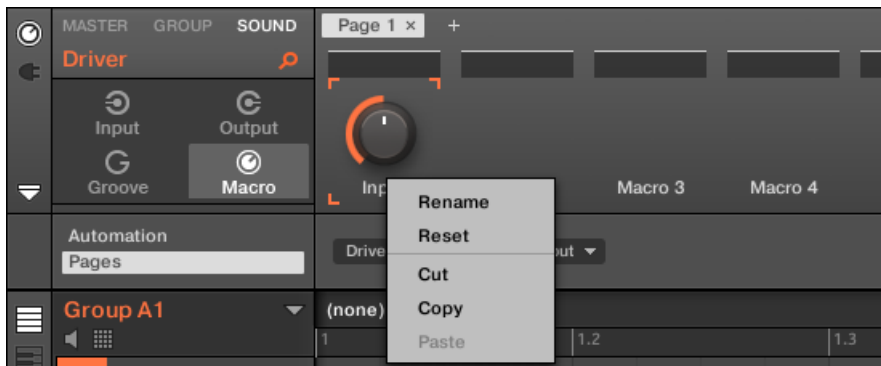 MASTER GROUP SOUND
Page 1 × +
Driver
Input Output
Groove Macro
Inp
Macro 3 Macro 4
Rename
Reset
Cut
Copy
Paste
Automation
Pages
Drive
out
Group A1
(none)
1 1.2 1.3